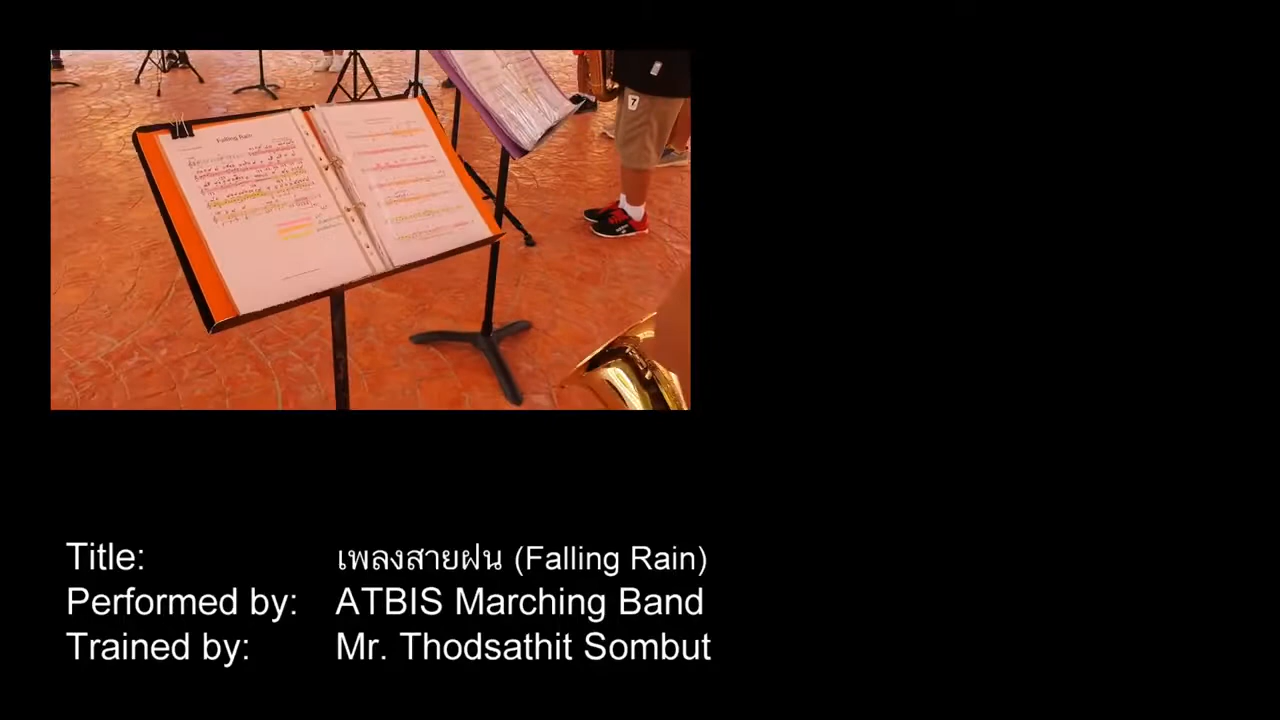 Falling Rain
7
Title: เพลงสายฝน (Falling Rain)
Performed by: ATBIS Marching Band
Trained by: Mr. Thodsathit Sombut